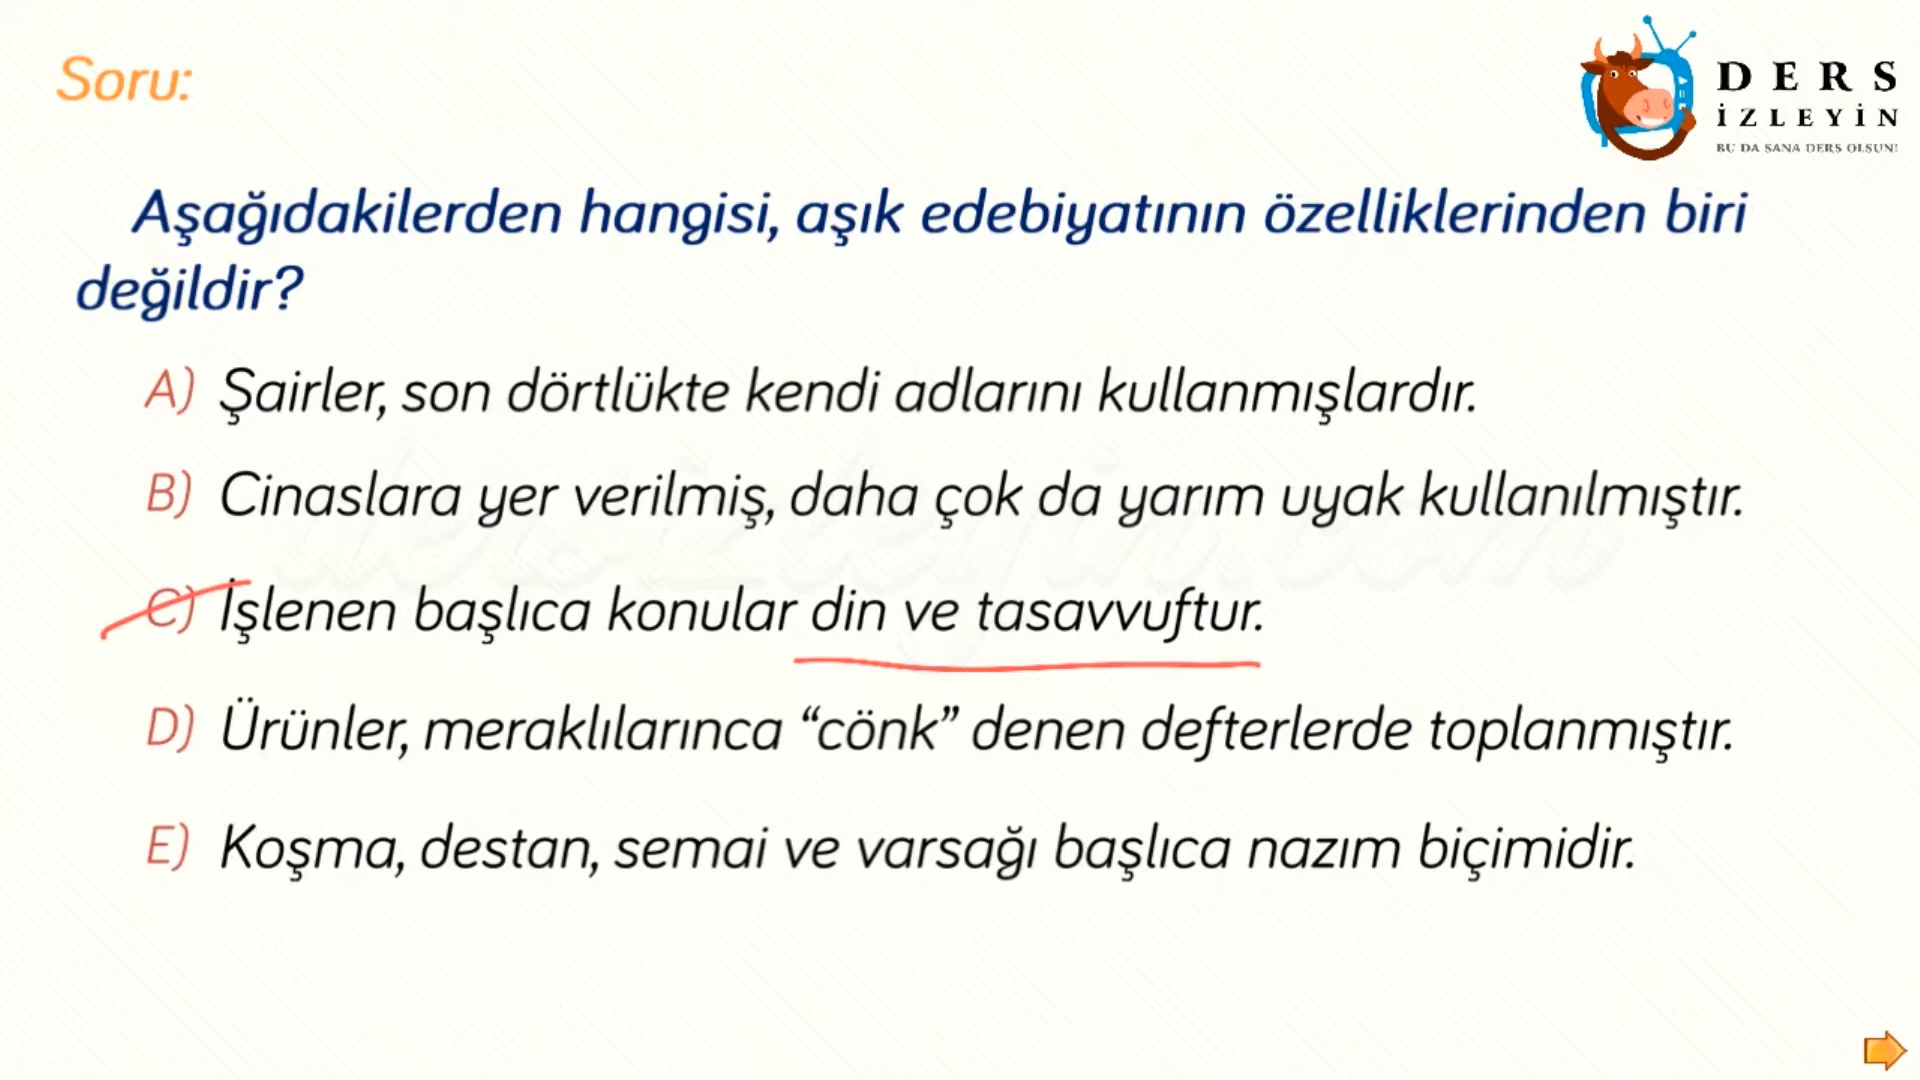 Soru:
DERS
İZLEYİN
BU DA SANA DERS OLSUN!
Aşağıdakilerden hangisi, aşık edebiyatının özelliklerinden biri
değildir?
A) Şairler, son dörtlükte kendi adlarını kullanmışlardır.
B) Cinaslara yer verilmiş, daha çok da yarım uyak kullanılmıştır.
C) İşlenen başlıca konular din ve tasavvuftur.
D) Ürünler, meraklılarınca “cönk” denen defterlerde toplanmıştır.
E) Koşma, destan, semai ve varsağı başlıca nazım biçimidir.